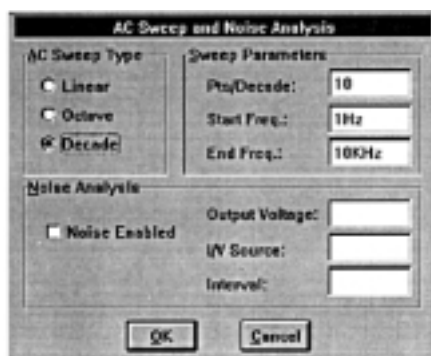 AC Sweep and Noise Analysis
AC Sweep Type
Linear
Octave
Decade
Sweep Parameters
Pts/Decade: 10
Start Freq.: 1Hz
End Freq.: 10KHz
Noise Analysis
Noise Enabled
Output Voltage:
I/V Source:
Interval:
OK
Cancel